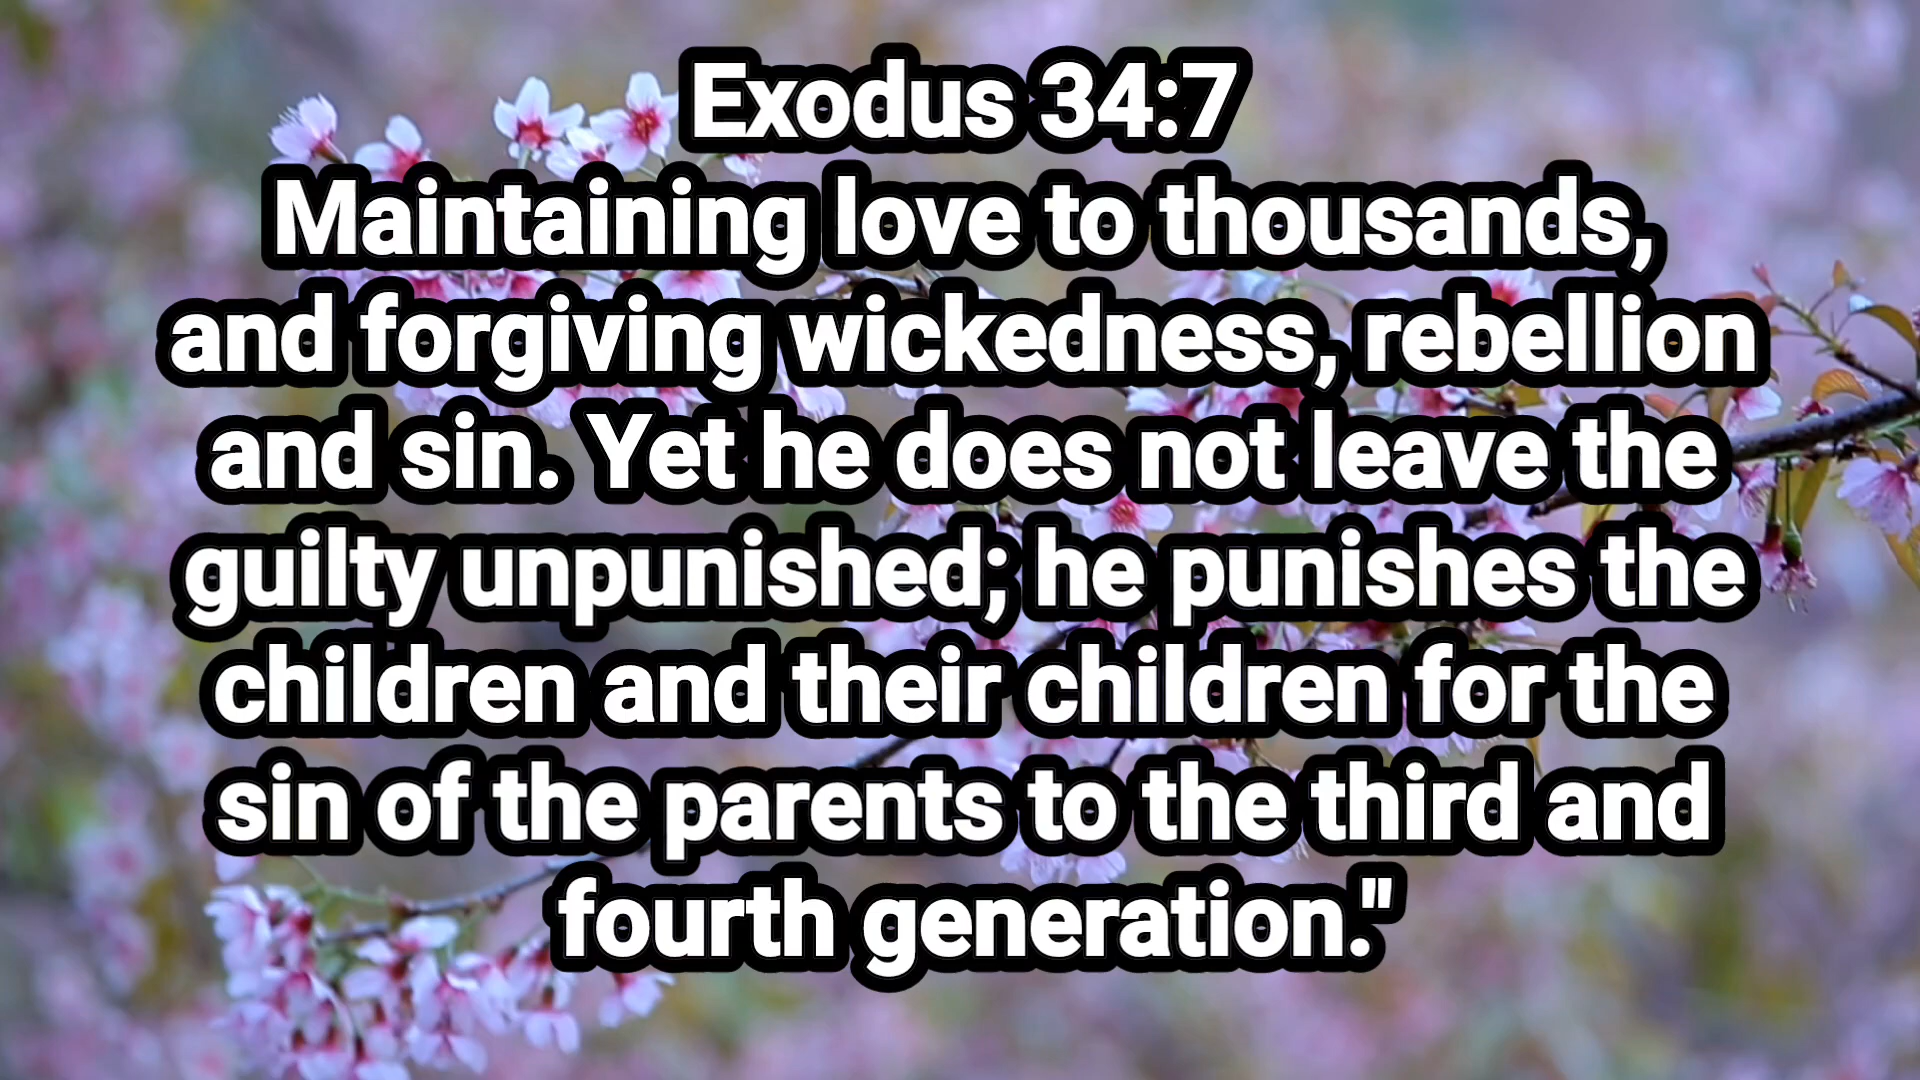 Exodus 34:7
Maintaining love to thousands,
and forgiving wickedness, rebellion
and sin. Yet he does not leave the
guilty unpunished; he punishes the
children and their children for the
sin of the parents to the third and
fourth generation."